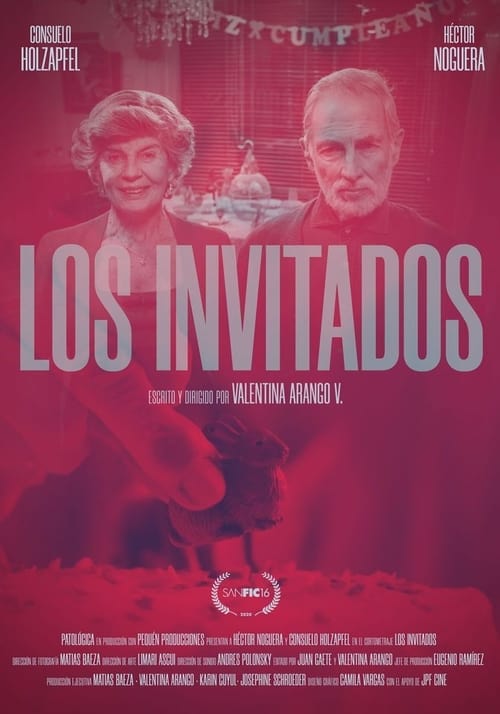 CONSUELO
HOLZAPFEL
HÉCTOR
NOGUERA
Z CUMPLEAÑO
LOS INVITADOS
ESCRITO Y DIRIGIDO POR VALENTINA ARANGO V.
SANFIC16
2020
PATOLÓGICA EN PRODUCCIÓN CON PEQUÉN PRODUCCIONES PRESENTAN A HÉCTOR NOGUERA Y CONSUELO HOLZAPFEL EN EL CORTOMETRAJE LOS INVITADOS
DIRECCIÓN DE FOTOGRAFÍA MATIAS BAEZA DIRECCIÓN DE ARTE LIMARI ASCUI DIRECCIÓN DE SONIDO ANDRES POLONSKY EDITADO POR JUAN GAETE Y VALENTINA ARANGO JEFE DE PRODUCCIÓN EUGENIO RAMÍREZ
PRODUCCIÓN EJECUTIVA MATIAS BAEZA - VALENTINA ARANGO - KARIN CUYUL - JOSEPHINE SCHROEDER DISEÑO GRÁFICO CAMILA VARGAS CON EL APOYO DE JPF CINE